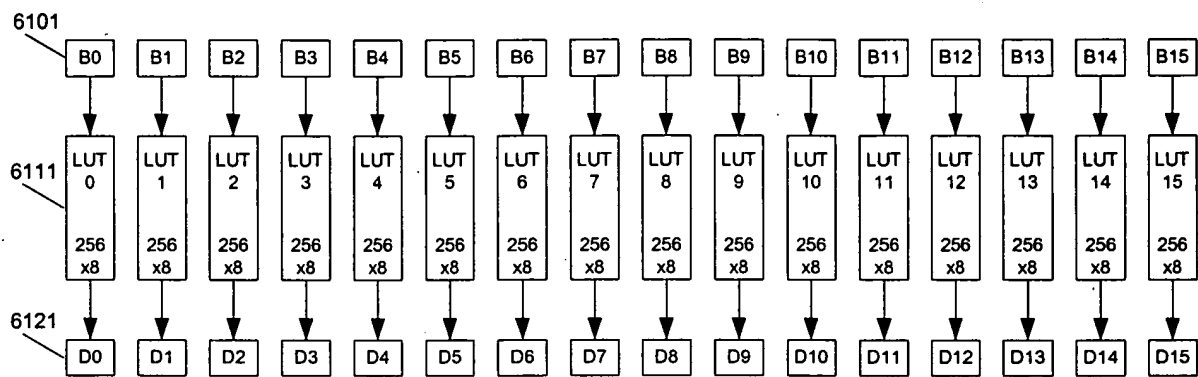 6101
B0 B1 B2 B3 B4 B5 B6 B7 B8 B9 B10 B11 B12 B13 B14 B15
LUT LUT LUT LUT LUT LUT LUT LUT LUT LUT LUT LUT LUT LUT LUT LUT
6111
0 1 2 3 4 5 6 7 8 9 10 11 12 13 14 15
256 256 256 256 256 256 256 256 256 256 256 256 256 256 256 256
x8 x8 x8 x8 x8 x8 x8 x8 x8 x8 x8 x8 x8 x8 x8 x8
6121
D0 D1 D2 D3 D4 D5 D6 D7 D8 D9 D10 D11 D12 D13 D14 D15